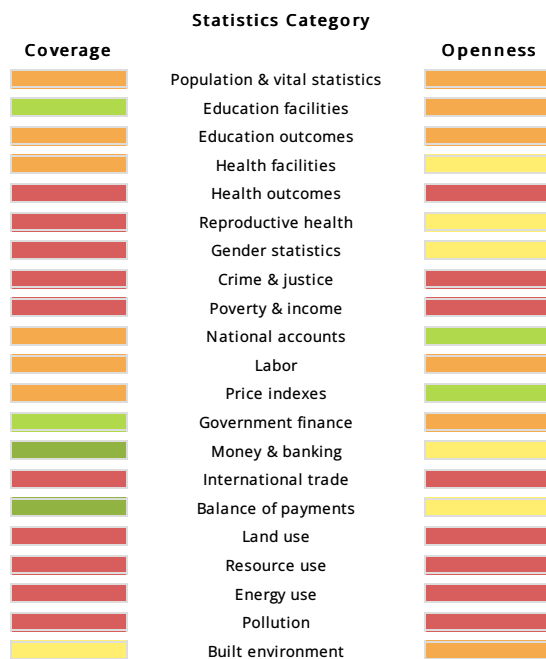 Statistics Category
Coverage Openness
Population & vital statistics
Education facilities
Education outcomes
Health facilities
Health outcomes
Reproductive health
Gender statistics
Crime & justice
Poverty & income
National accounts
Labor
Price indexes
Government finance
Money & banking
International trade
Balance of payments
Land use
Resource use
Energy use
Pollution
Built environment